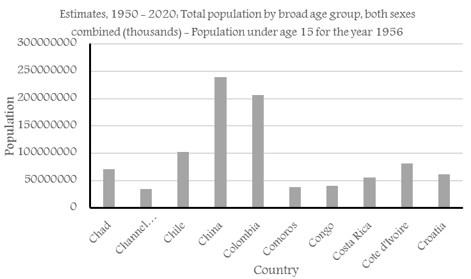 Estimates, 1950 - 2020: Total population by broad age group, both sexes
combined (thousands) - Population under age 15 for the year 1956
300000000
250000000
200000000
150000000
100000000
50000000
0
Population
Chad
Channel...
Chile
China
Colombia
Comoros
Congo
Costa Rica
Cote d'Ivoire
Croatia
Country